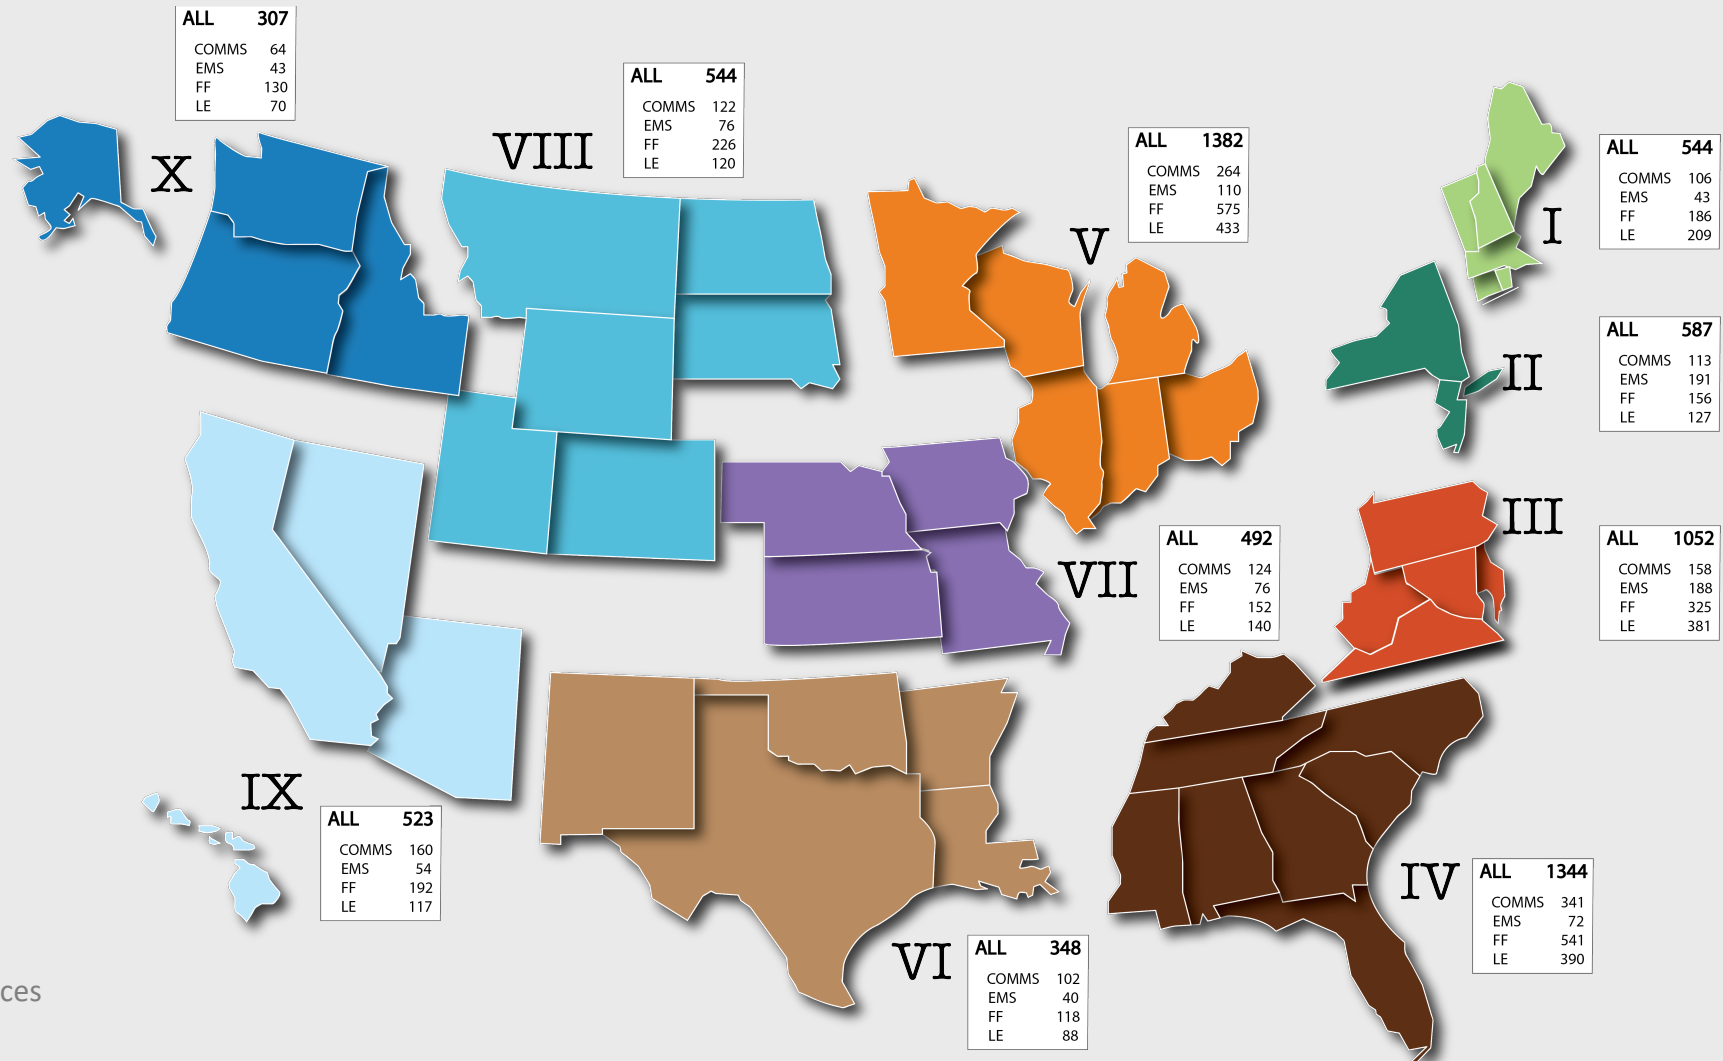 ALL 307
COMMS 64
EMS 43
FF 130
LE 70
X
VIII
ALL 544
COMMS 122
EMS 76
FF 226
LE 120
V
ALL 1382
COMMS 264
EMS 110
FF 575
LE 433
I
ALL 544
COMMS 106
EMS 43
FF 186
LE 209
II
ALL 587
COMMS 113
EMS 191
FF 156
LE 127
III
ALL 1052
COMMS 158
EMS 188
FF 325
LE 381
VII
ALL 492
COMMS 124
EMS 76
FF 152
LE 140
IX
ALL 523
COMMS 160
EMS 54
FF 192
LE 117
IV
ALL 1344
COMMS 341
EMS 72
FF 541
LE 390
VI
ALL 348
COMMS 102
EMS 40
FF 118
LE 88
ces